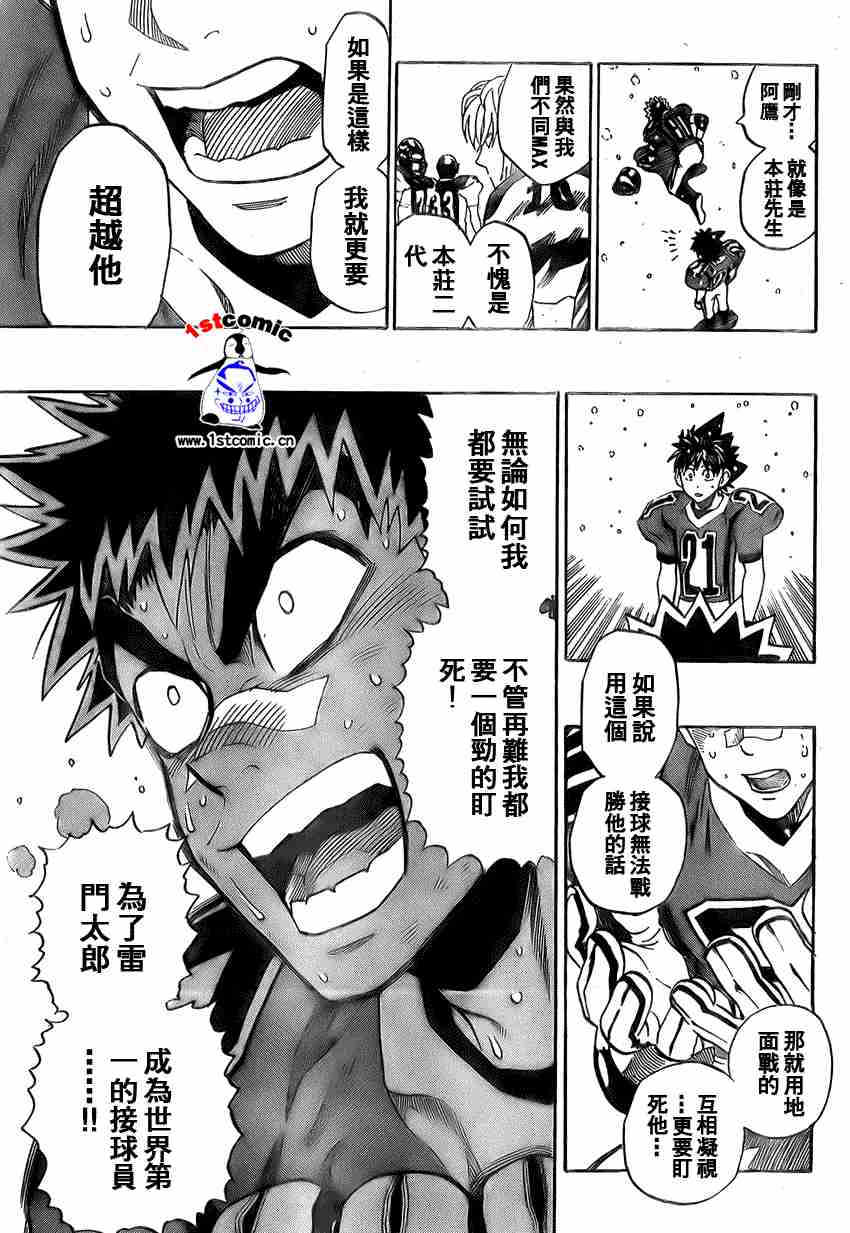 剛才…
阿鷹
就像是
本莊先生
果然與我
們不同MAX
不愧是
本莊二
代
如果是這樣
我就更要
超越他
1stcomic
www.1stcomic.cn
21
21
如果說
用這個
接球無法戰
勝他的話
那就用地
面戰的
互相凝視
…更要盯
死他…
無論如何我
都要試試
不管再難我都
要一個勁的盯
死！
為了雷
門太郎
成為世界第
一的接球員
……!!